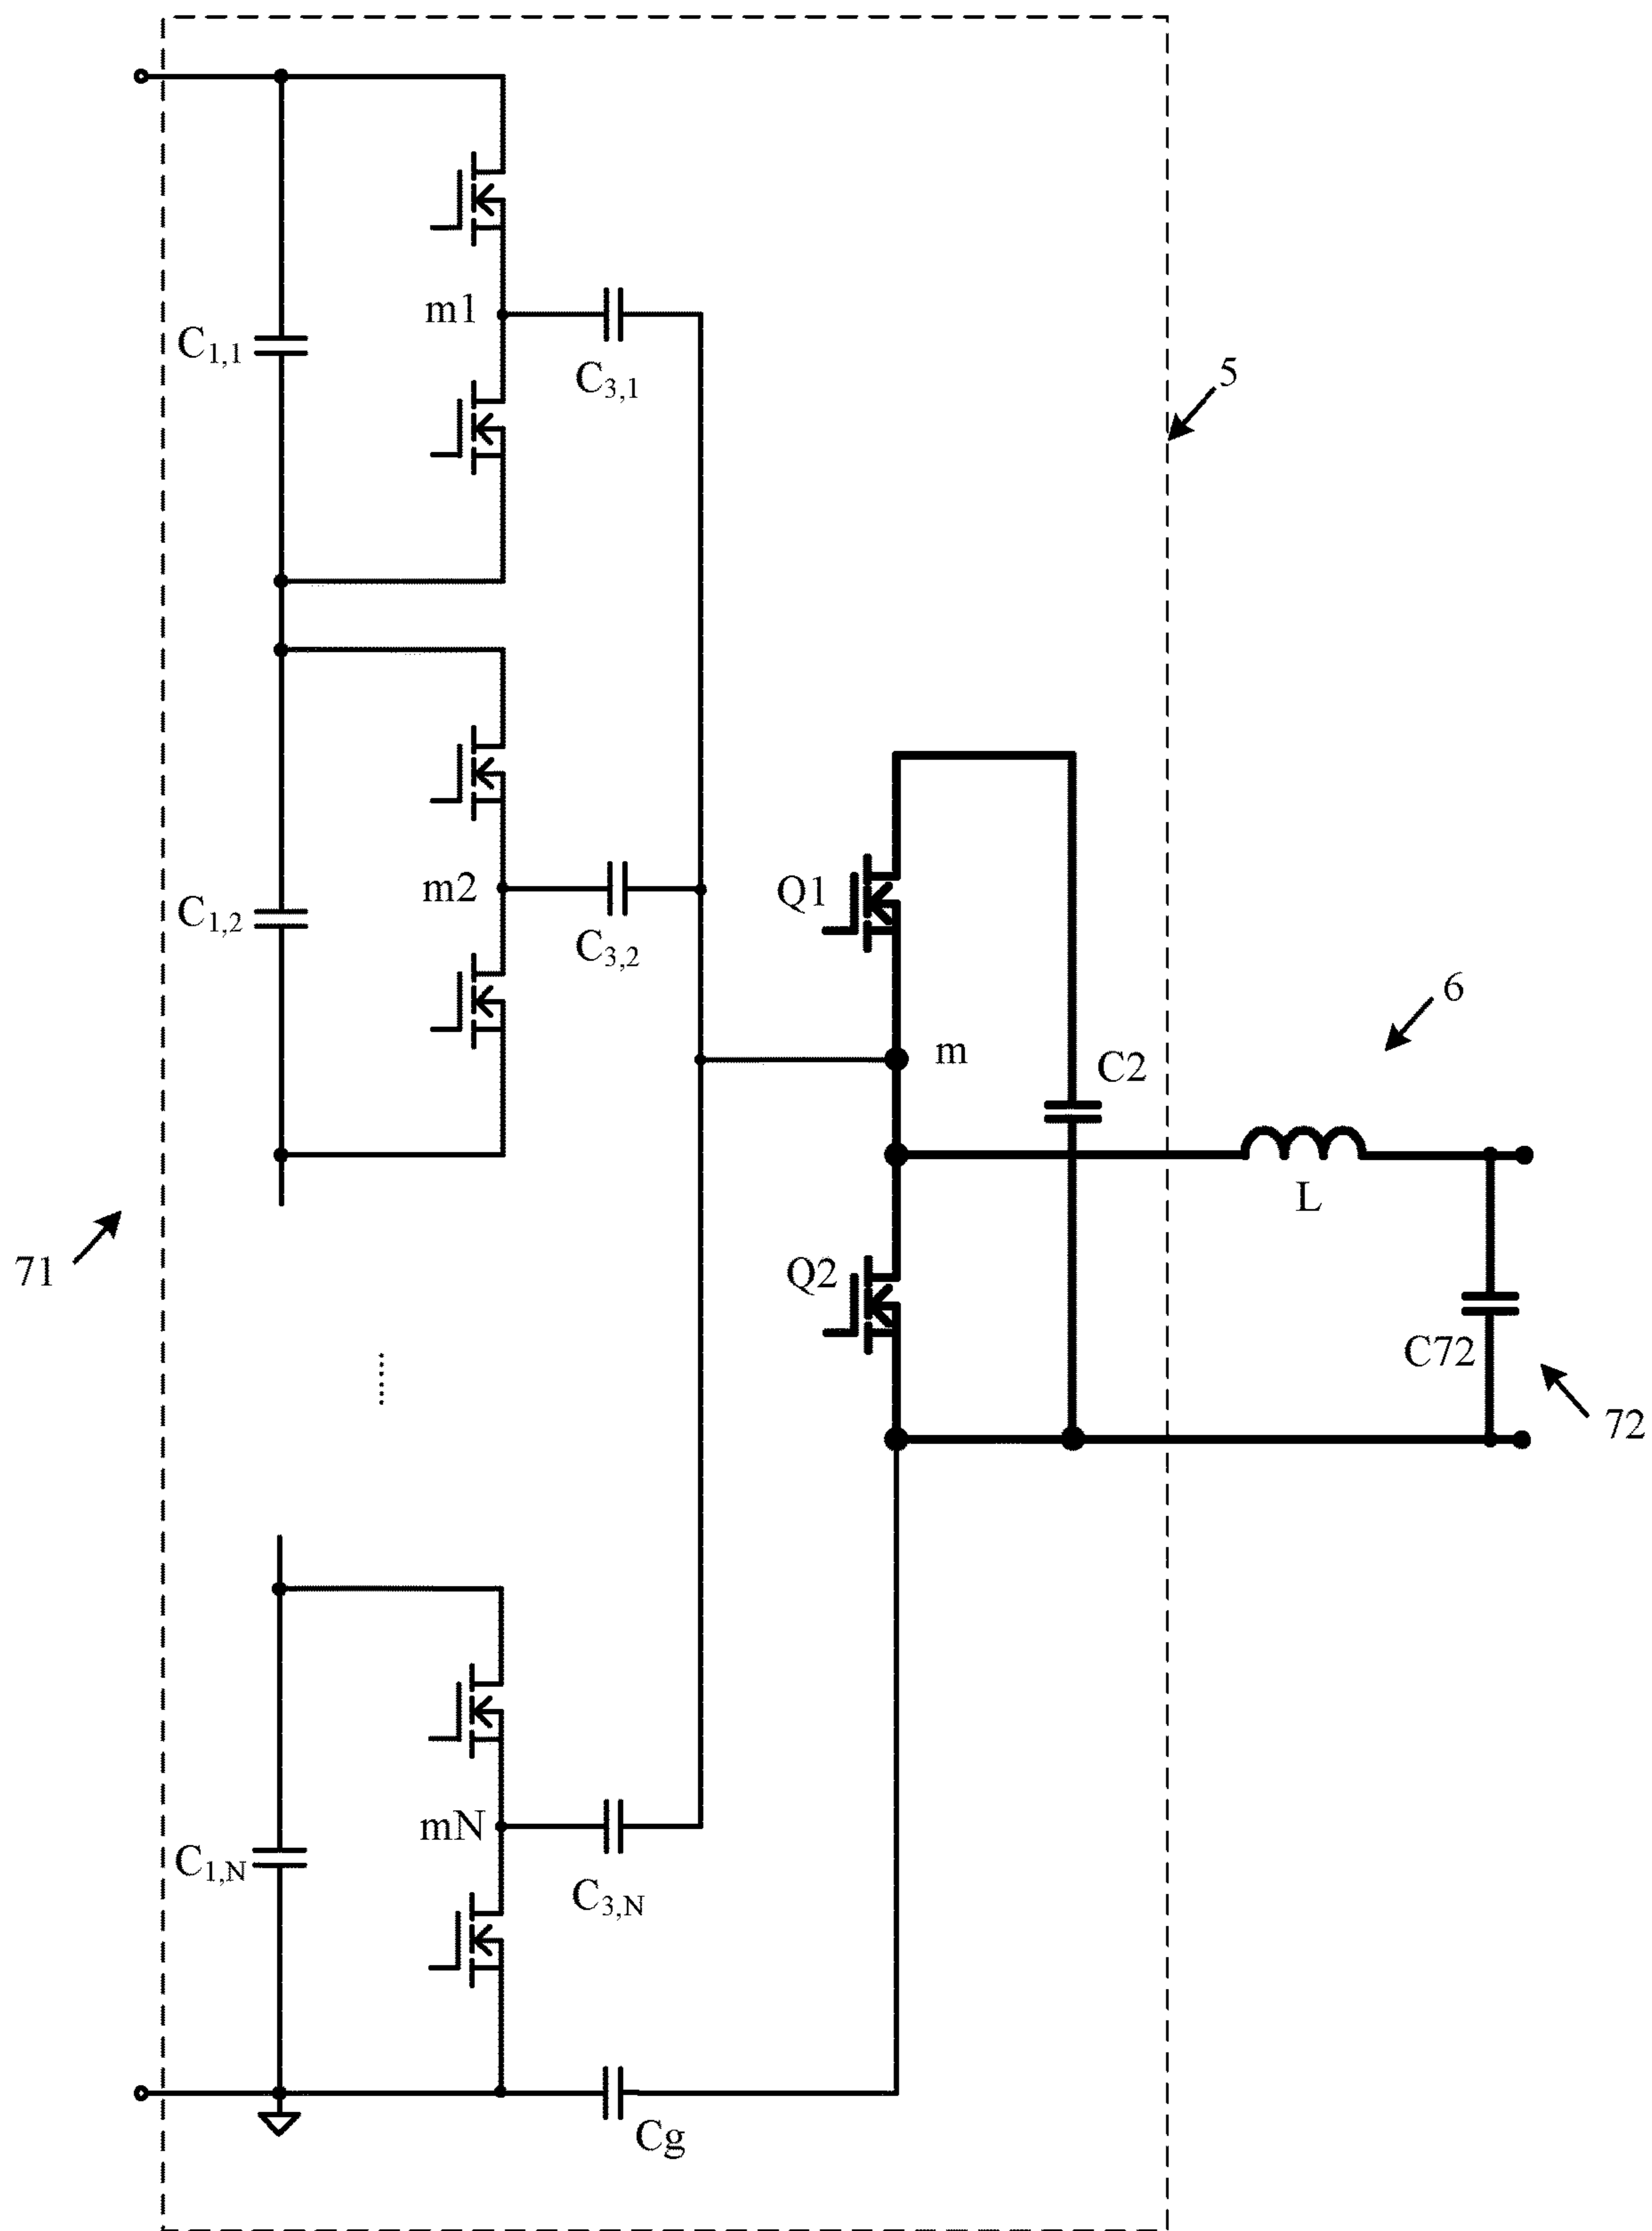 m1
C1,1
C3,1
5
m2
C1,2
C3,2
Q1
m
C2
6
L
71
Q2
C72
72
......
mN
C1,N
C3,N
Cg